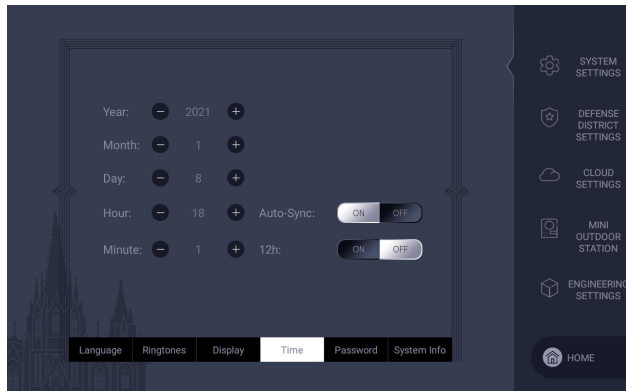 Year: 2021
Month: 1
Day: 8
Hour: 18 Auto-Sync: ON OFF
Minute: 1 12h: ON OFF
Language Ringtones Display Time Password System Info
SYSTEM
SETTINGS
DEFENSE
DISTRICT
SETTINGS
CLOUD
SETTINGS
MINI
OUTDOOR
STATION
ENGINEERING
SETTINGS
HOME